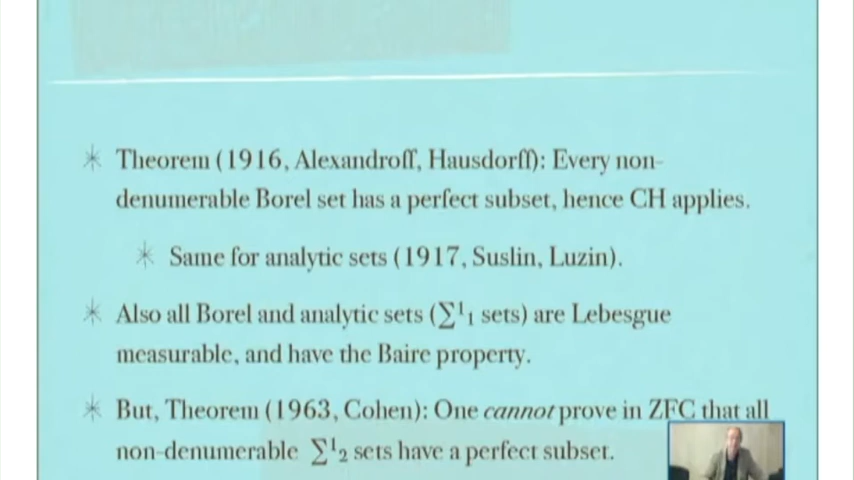 Theorem (1916, Alexandroff, Hausdorff): Every non-
denumerable Borel set has a perfect subset, hence CH applies.
Same for analytic sets (1917, Suslin, Luzin).
Also all Borel and analytic sets (∑¹₁ sets) are Lebesgue
measurable, and have the Baire property.
But, Theorem (1963, Cohen): One cannot prove in ZFC that all
non-denumerable ∑¹₂ sets have a perfect subset.